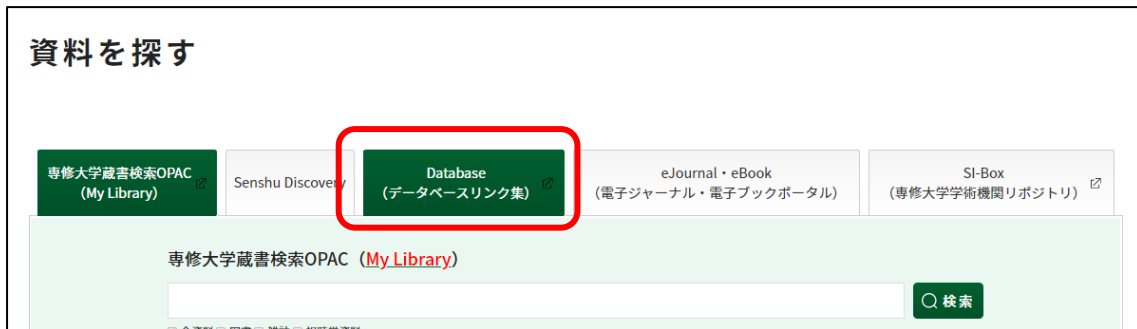 資料を探す
専修大学蔵書検索OPAC
(My Library)
Senshu Discovery
Database
(データベースリンク集)
eJournal・eBook
(電子ジャーナル・電子ブックポータル)
SI-Box
(専修大学学術機関リポジトリ)
専修大学蔵書検索OPAC（My Library）
検索